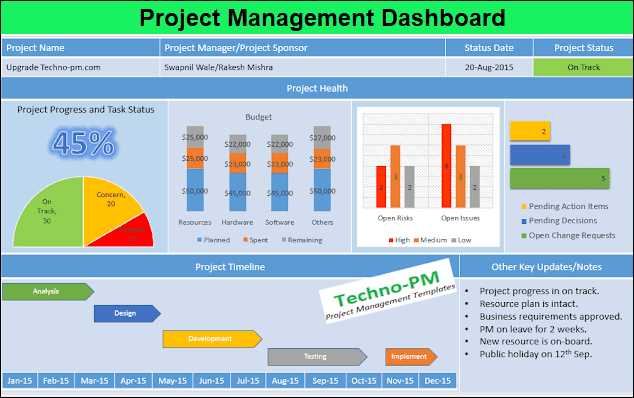 Project Management Dashboard
Project Name
Project Manager/Project Sponsor
Status Date
Project Status
Upgrade Techno-pm.com
Swapnil Wale/Rakesh Mishra
20-Aug-2015
On Track
Project Health
Project Progress and Task Status
45%
On
Track,
30
Concern,
20
Budget
$25,000
$22,000
$22,000
$27,000
$25,000
$23,000
$23,000
$23,000
$50,000
$45,000
$45,000
$50,000
Resources
Hardware
Software
Others
Planned
Spent
Remaining
2
3
2
4
3
2
Open Risks
Open Issues
High
Medium
Low
2
5
Pending Action Items
Pending Decisions
Open Change Requests
Project Timeline
Analysis
Design
Development
Testing
Implement
Techno-PM
Project Management Templates
Jan-15
Feb-15
Mar-15
Apr-15
May-15
Jun-15
Jul-15
Aug-15
Sep-15
Oct-15
Nov-15
Dec-15
Other Key Updates/Notes
• Project progress in on track.
• Resource plan is intact.
• Business requirements approved.
• PM on leave for 2 weeks.
• New resource is on-board.
• Public holiday on 12th Sep.